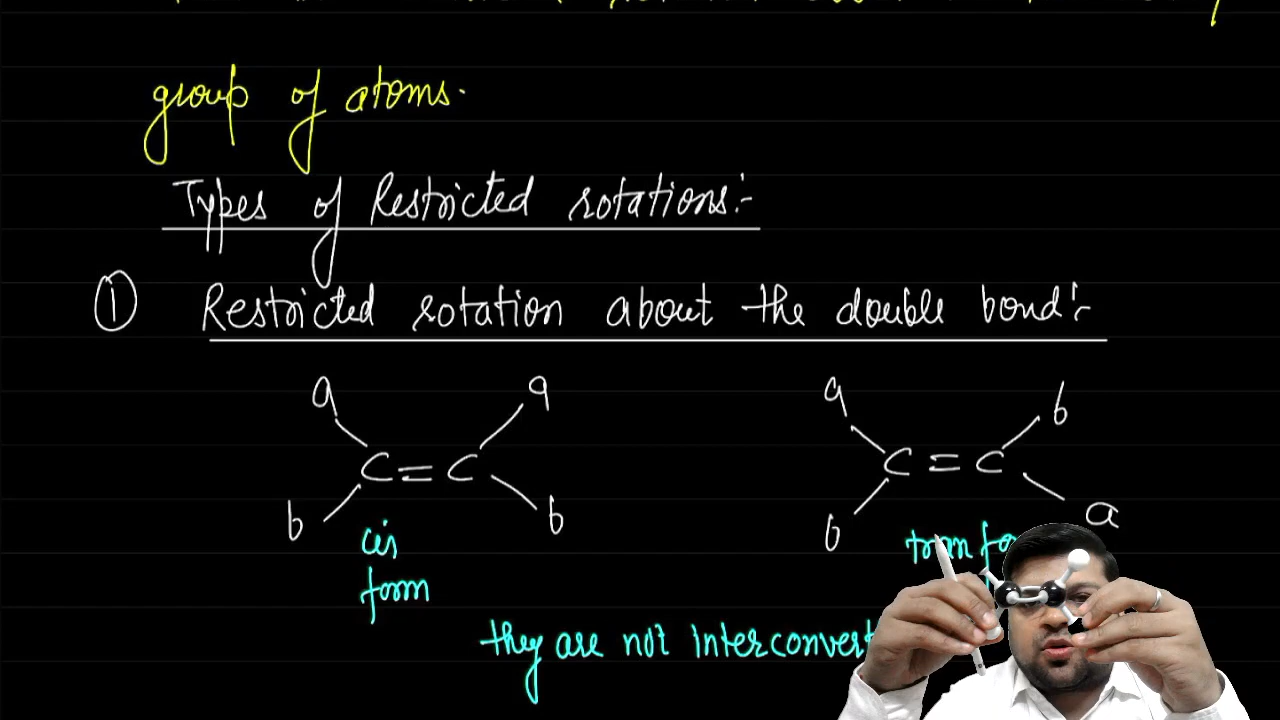 group of atoms.
Types of Restricted rotations:-
① Restricted rotation about the double bond:-
a a
C = C
b b
cis
form
a b
C = C
b a
they are not interconvert